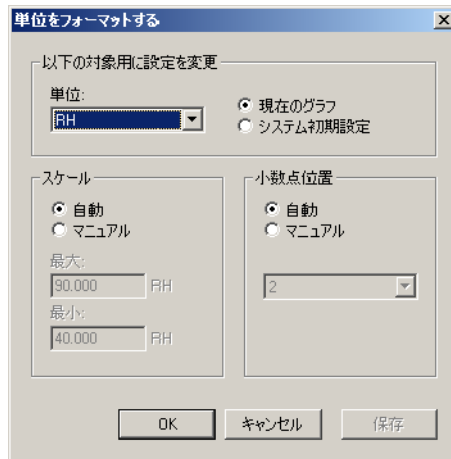 単位をフォーマットする
以下の対象用に設定を変更
単位:
RH
現在のグラフ
システム初期設定
スケール
自動
マニュアル
最大:
90.000 RH
最小:
40.000 RH
小数点位置
自動
マニュアル
2
OK キャンセル 保存